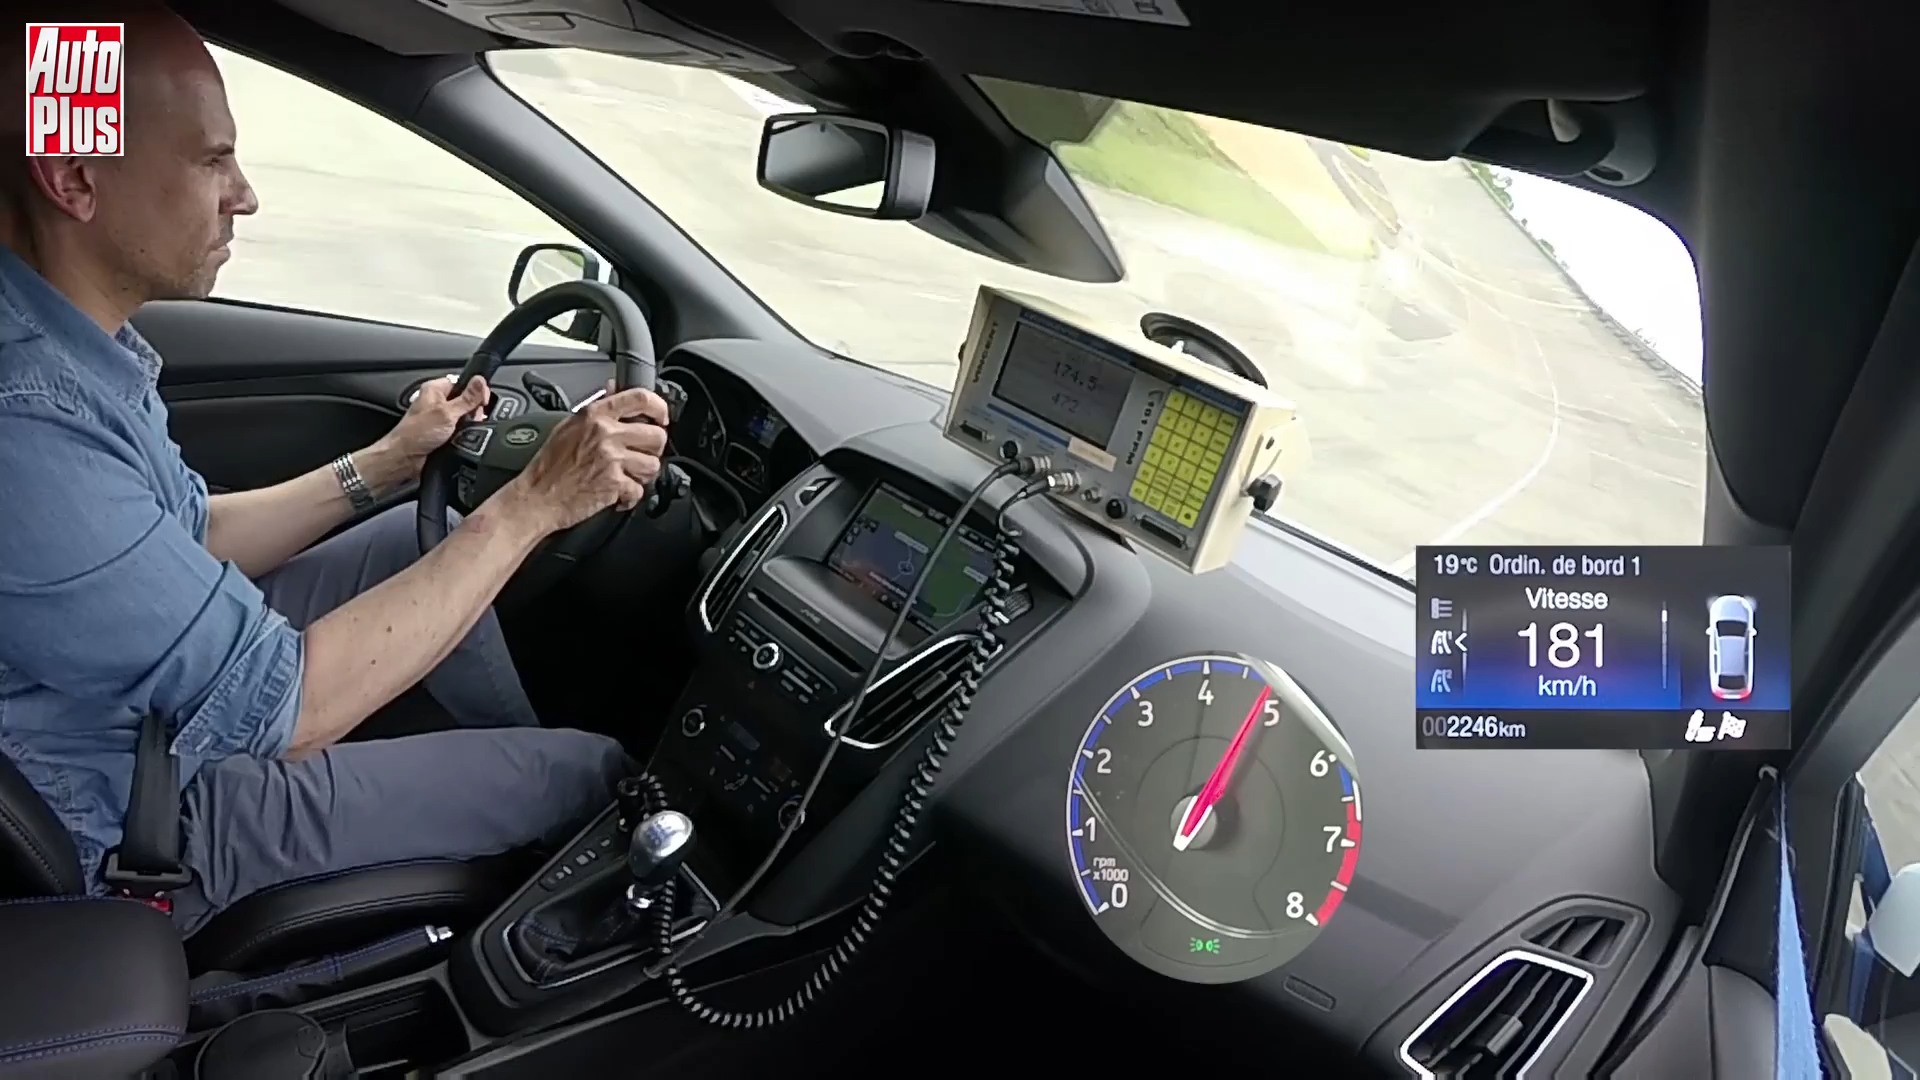 Auto
Plus
VINCENT
174.5
472
19°C Ordin. de bord 1
Vitesse
181
km/h
002246km
4
3
5
2
6
1
7
rpm
x1000
0
8